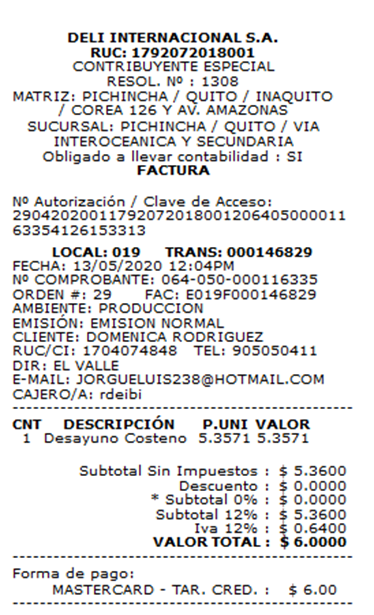 DELI INTERNACIONAL S.A.
RUC: 1792072018001
CONTRIBUYENTE ESPECIAL
RESOL. Nº : 1308
MATRIZ: PICHINCHA / QUITO / INAQUITO
/ COREA 126 Y AV. AMAZONAS
SUCURSAL: PICHINCHA / QUITO / VIA
INTEROCEANICA Y SECUNDARIA
Obligado a llevar contabilidad : SI
FACTURA
Nº Autorización / Clave de Acceso:
290420200117920720180012064050000011
63354126153313
LOCAL: 019 TRANS: 000146829
FECHA: 13/05/2020 12:04PM
Nº COMPROBANTE: 064-050-000116335
ORDEN #: 29 FAC: E019F000146829
AMBIENTE: PRODUCCION
EMISIÓN: EMISION NORMAL
CLIENTE: DOMENICA RODRIGUEZ
RUC/CI: 1704074848 TEL: 905050411
DIR: EL VALLE
E-MAIL: JORGUELUIS238@HOTMAIL.COM
CAJERO/A: rdeibi
CNT DESCRIPCIÓN P.UNI VALOR
1 Desayuno Costeno 5.3571 5.3571
Subtotal Sin Impuestos : $ 5.3600
Descuento : $ 0.0000
* Subtotal 0% : $ 0.0000
Subtotal 12% : $ 5.3600
Iva 12% : $ 0.6400
VALOR TOTAL : $ 6.0000
Forma de pago:
MASTERCARD - TAR. CRED. : $ 6.00